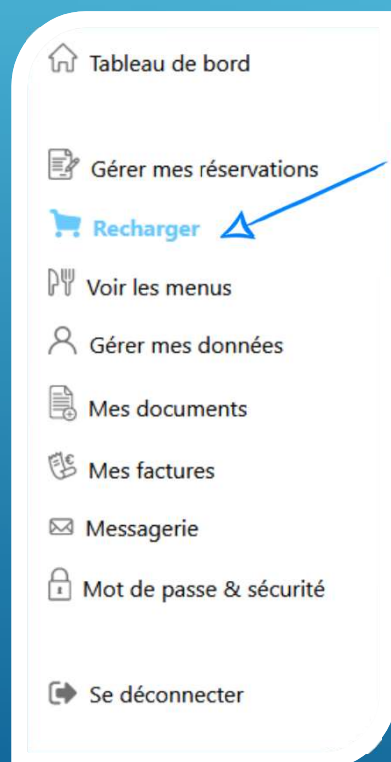 Tableau de bord
Gérer mes réservations
Recharger
Voir les menus
Gérer mes données
Mes documents
Mes factures
Messagerie
Mot de passe & sécurité
Se déconnecter